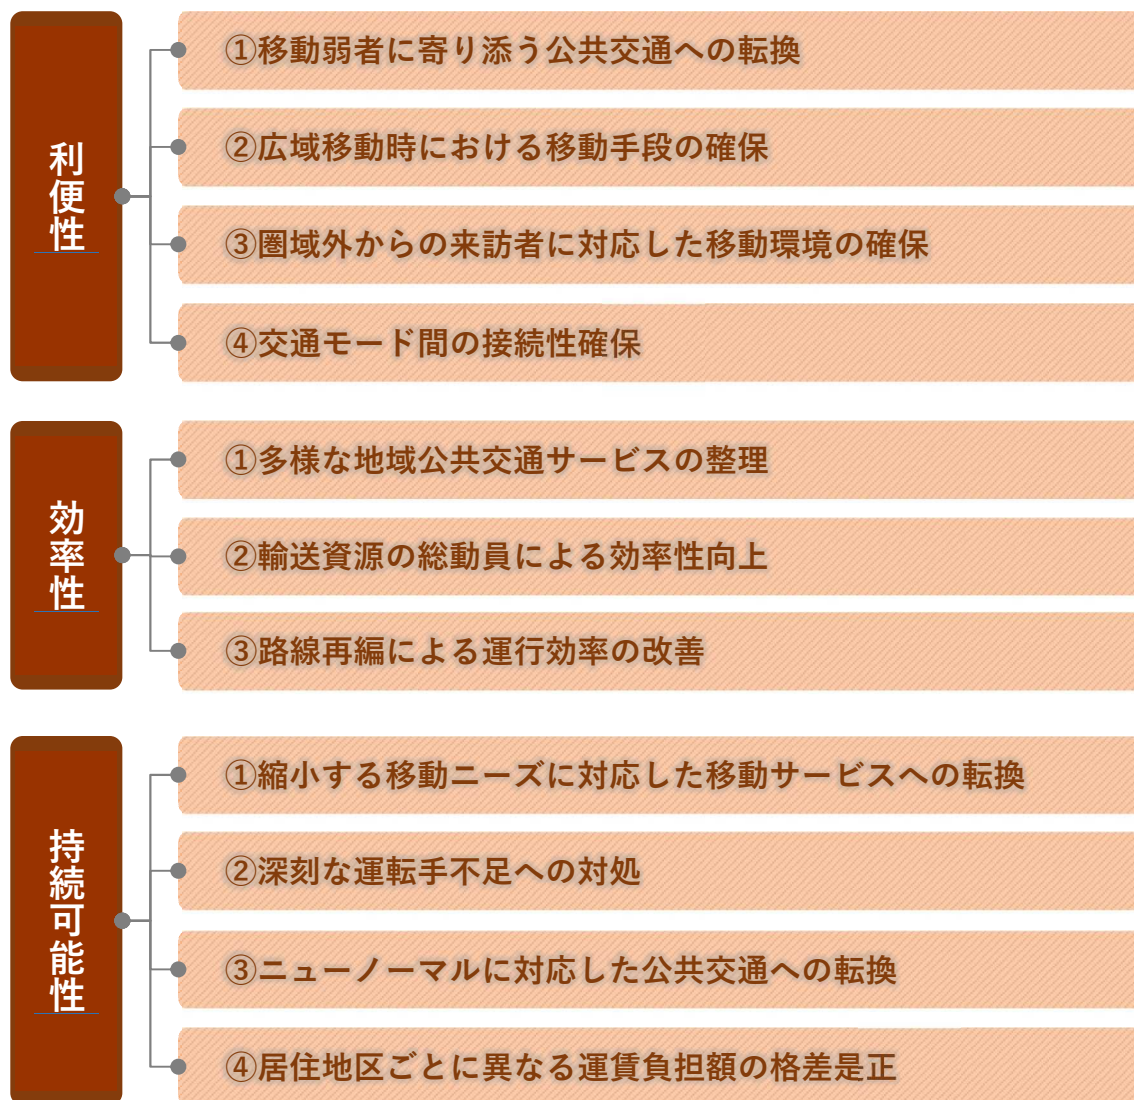 利便性
①移動弱者に寄り添う公共交通への転換
②広域移動時における移動手段の確保
③圏域外からの来訪者に対応した移動環境の確保
④交通モード間の接続性確保
効率性
①多様な地域公共交通サービスの整理
②輸送資源の総動員による効率性向上
③路線再編による運行効率の改善
持続可能性
①縮小する移動ニーズに対応した移動サービスへの転換
②深刻な運転手不足への対処
③ニューノーマルに対応した公共交通への転換
④居住地区ごとに異なる運賃負担額の格差是正